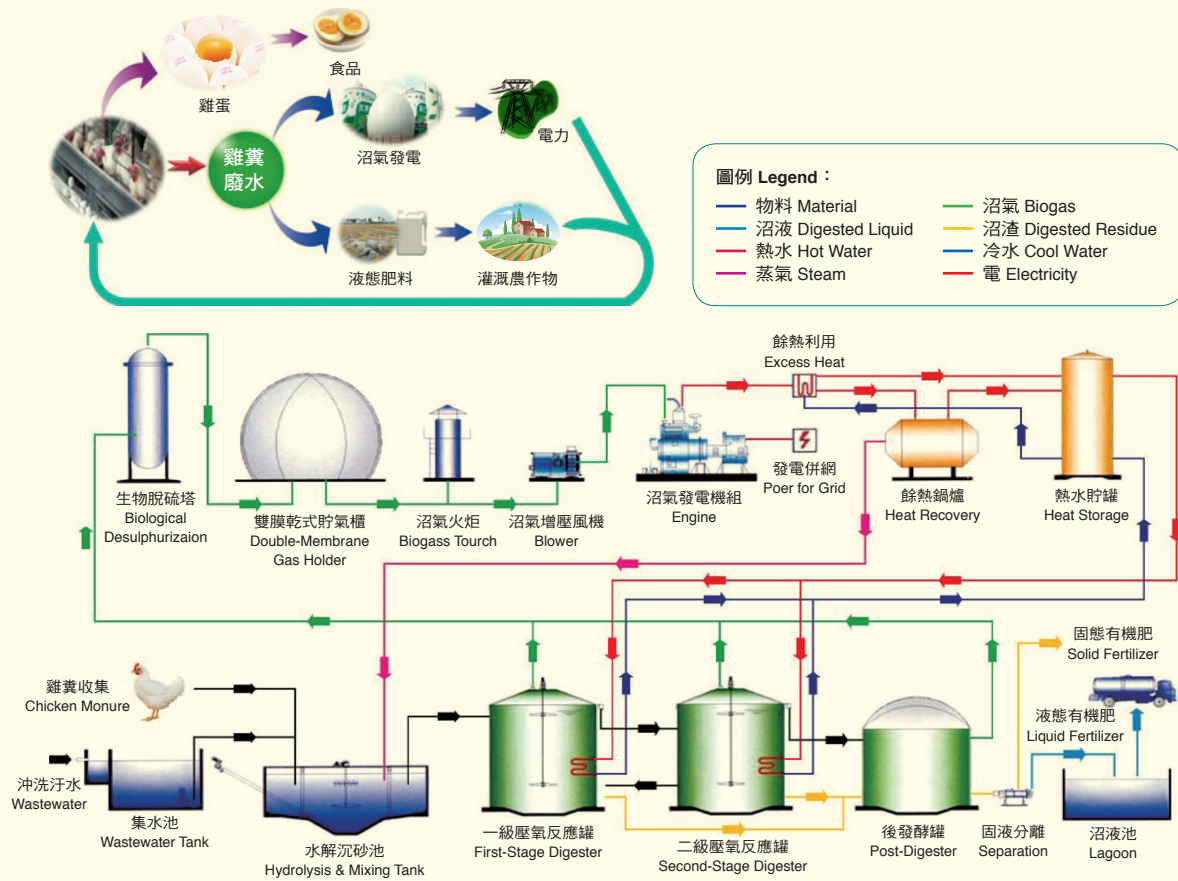 雞蛋
食品
雞糞
廢水
沼氣發電
電力
液態肥料
灌溉農作物
圖例 Legend：
物料 Material
沼氣 Biogas
沼液 Digested Liquid
沼渣 Digested Residue
熱水 Hot Water
冷水 Cool Water
蒸氣 Steam
電 Electricity
生物脫硫塔
Biological
Desulphurizaion
雙膜乾式貯氣櫃
Double-Membrane
Gas Holder
沼氣火炬
Biogass Tourch
沼氣增壓風機
Blower
沼氣發電機組
Engine
餘熱利用
Excess Heat
發電併網
Poer for Grid
餘熱鍋爐
Heat Recovery
熱水貯罐
Heat Storage
雞糞收集
Chicken Monure
沖洗汙水
Wastewater
集水池
Wastewater Tank
水解沉砂池
Hydrolysis & Mixing Tank
一級壓氧反應罐
First-Stage Digester
二級壓氧反應罐
Second-Stage Digester
後發酵罐
Post-Digester
固液分離
Separation
固態有機肥
Solid Fertilizer
液態有機肥
Liquid Fertilizer
沼液池
Lagoon